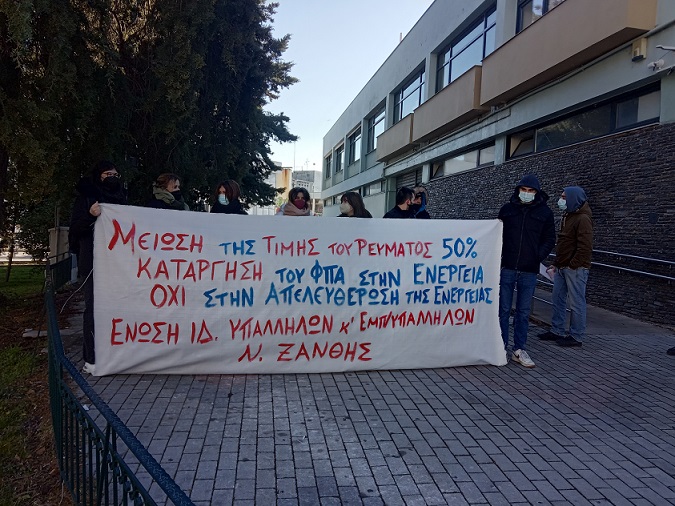 ΜΕΙΩΣΗ ΤΗΣ ΤΙΜΗΣ ΤΟΥ ΡΕΥΜΑΤΟΣ 50%
ΚΑΤΑΡΓΗΣΗ ΤΟΥ ΦΠΑ ΣΤΗΝ ΕΝΕΡΓΕΙΑ
ΟΧΙ ΣΤΗΝ ΑΠΕΛΕΥΘΕΡΩΣΗ ΤΗΣ ΕΝΕΡΓΕΙΑΣ
ΕΝΩΣΗ ΙΔ. ΥΠΑΛΛΗΛΩΝ κ' ΕΜΠ/ΥΠΑΛΛΗΛΩΝ
Ν. ΞΑΝΘΗΣ